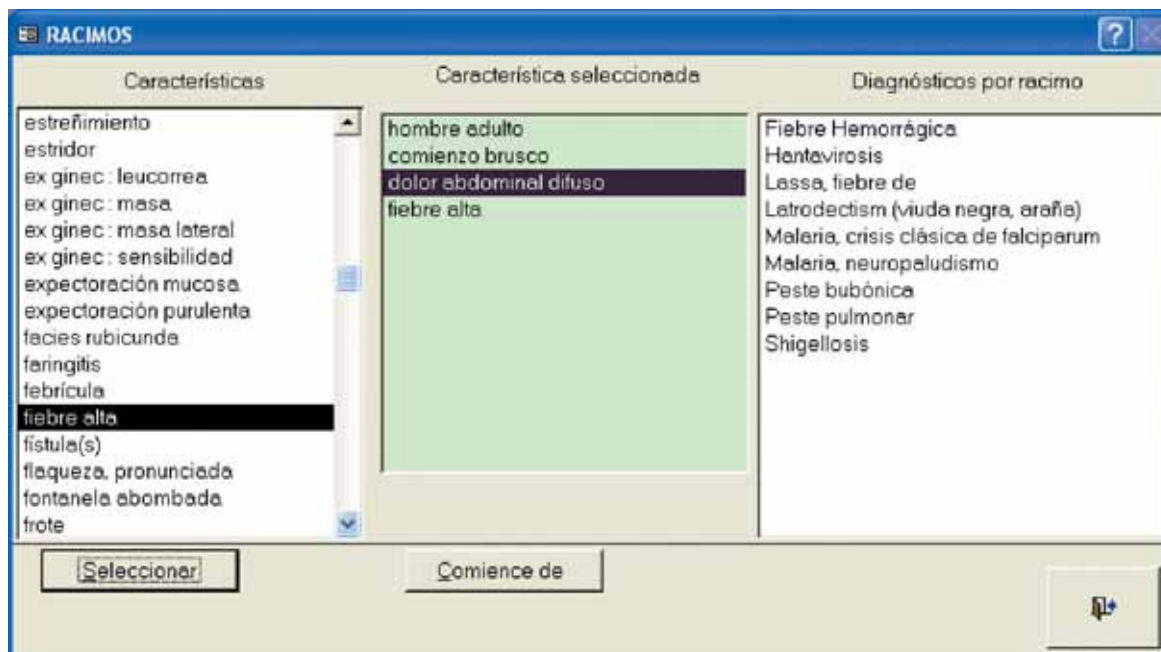 RACIMOS
Características
estreñimiento
estridor
ex ginec : leucorrea
ex ginec : masa
ex ginec : masa lateral
ex ginec : sensibilidad
expectoración mucosa
expectoración purulenta
facies rubicunda
faringitis
febrícula
fiebre alta
fístula(s)
flaqueza, pronunciada
fontanela abombada
frote
Característica seleccionada
hombre adulto
comienzo brusco
dolor abdominal difuso
fiebre alta
Diagnósticos por racimo
Fiebre Hemorrágica
Hantavirosis
Lassa, fiebre de
Latrodectism (viuda negra, araña)
Malaria, crisis clásica de falciparum
Malaria, neuropaludismo
Peste bubónica
Peste pulmonar
Shigellosis
Seleccionar
Comience de